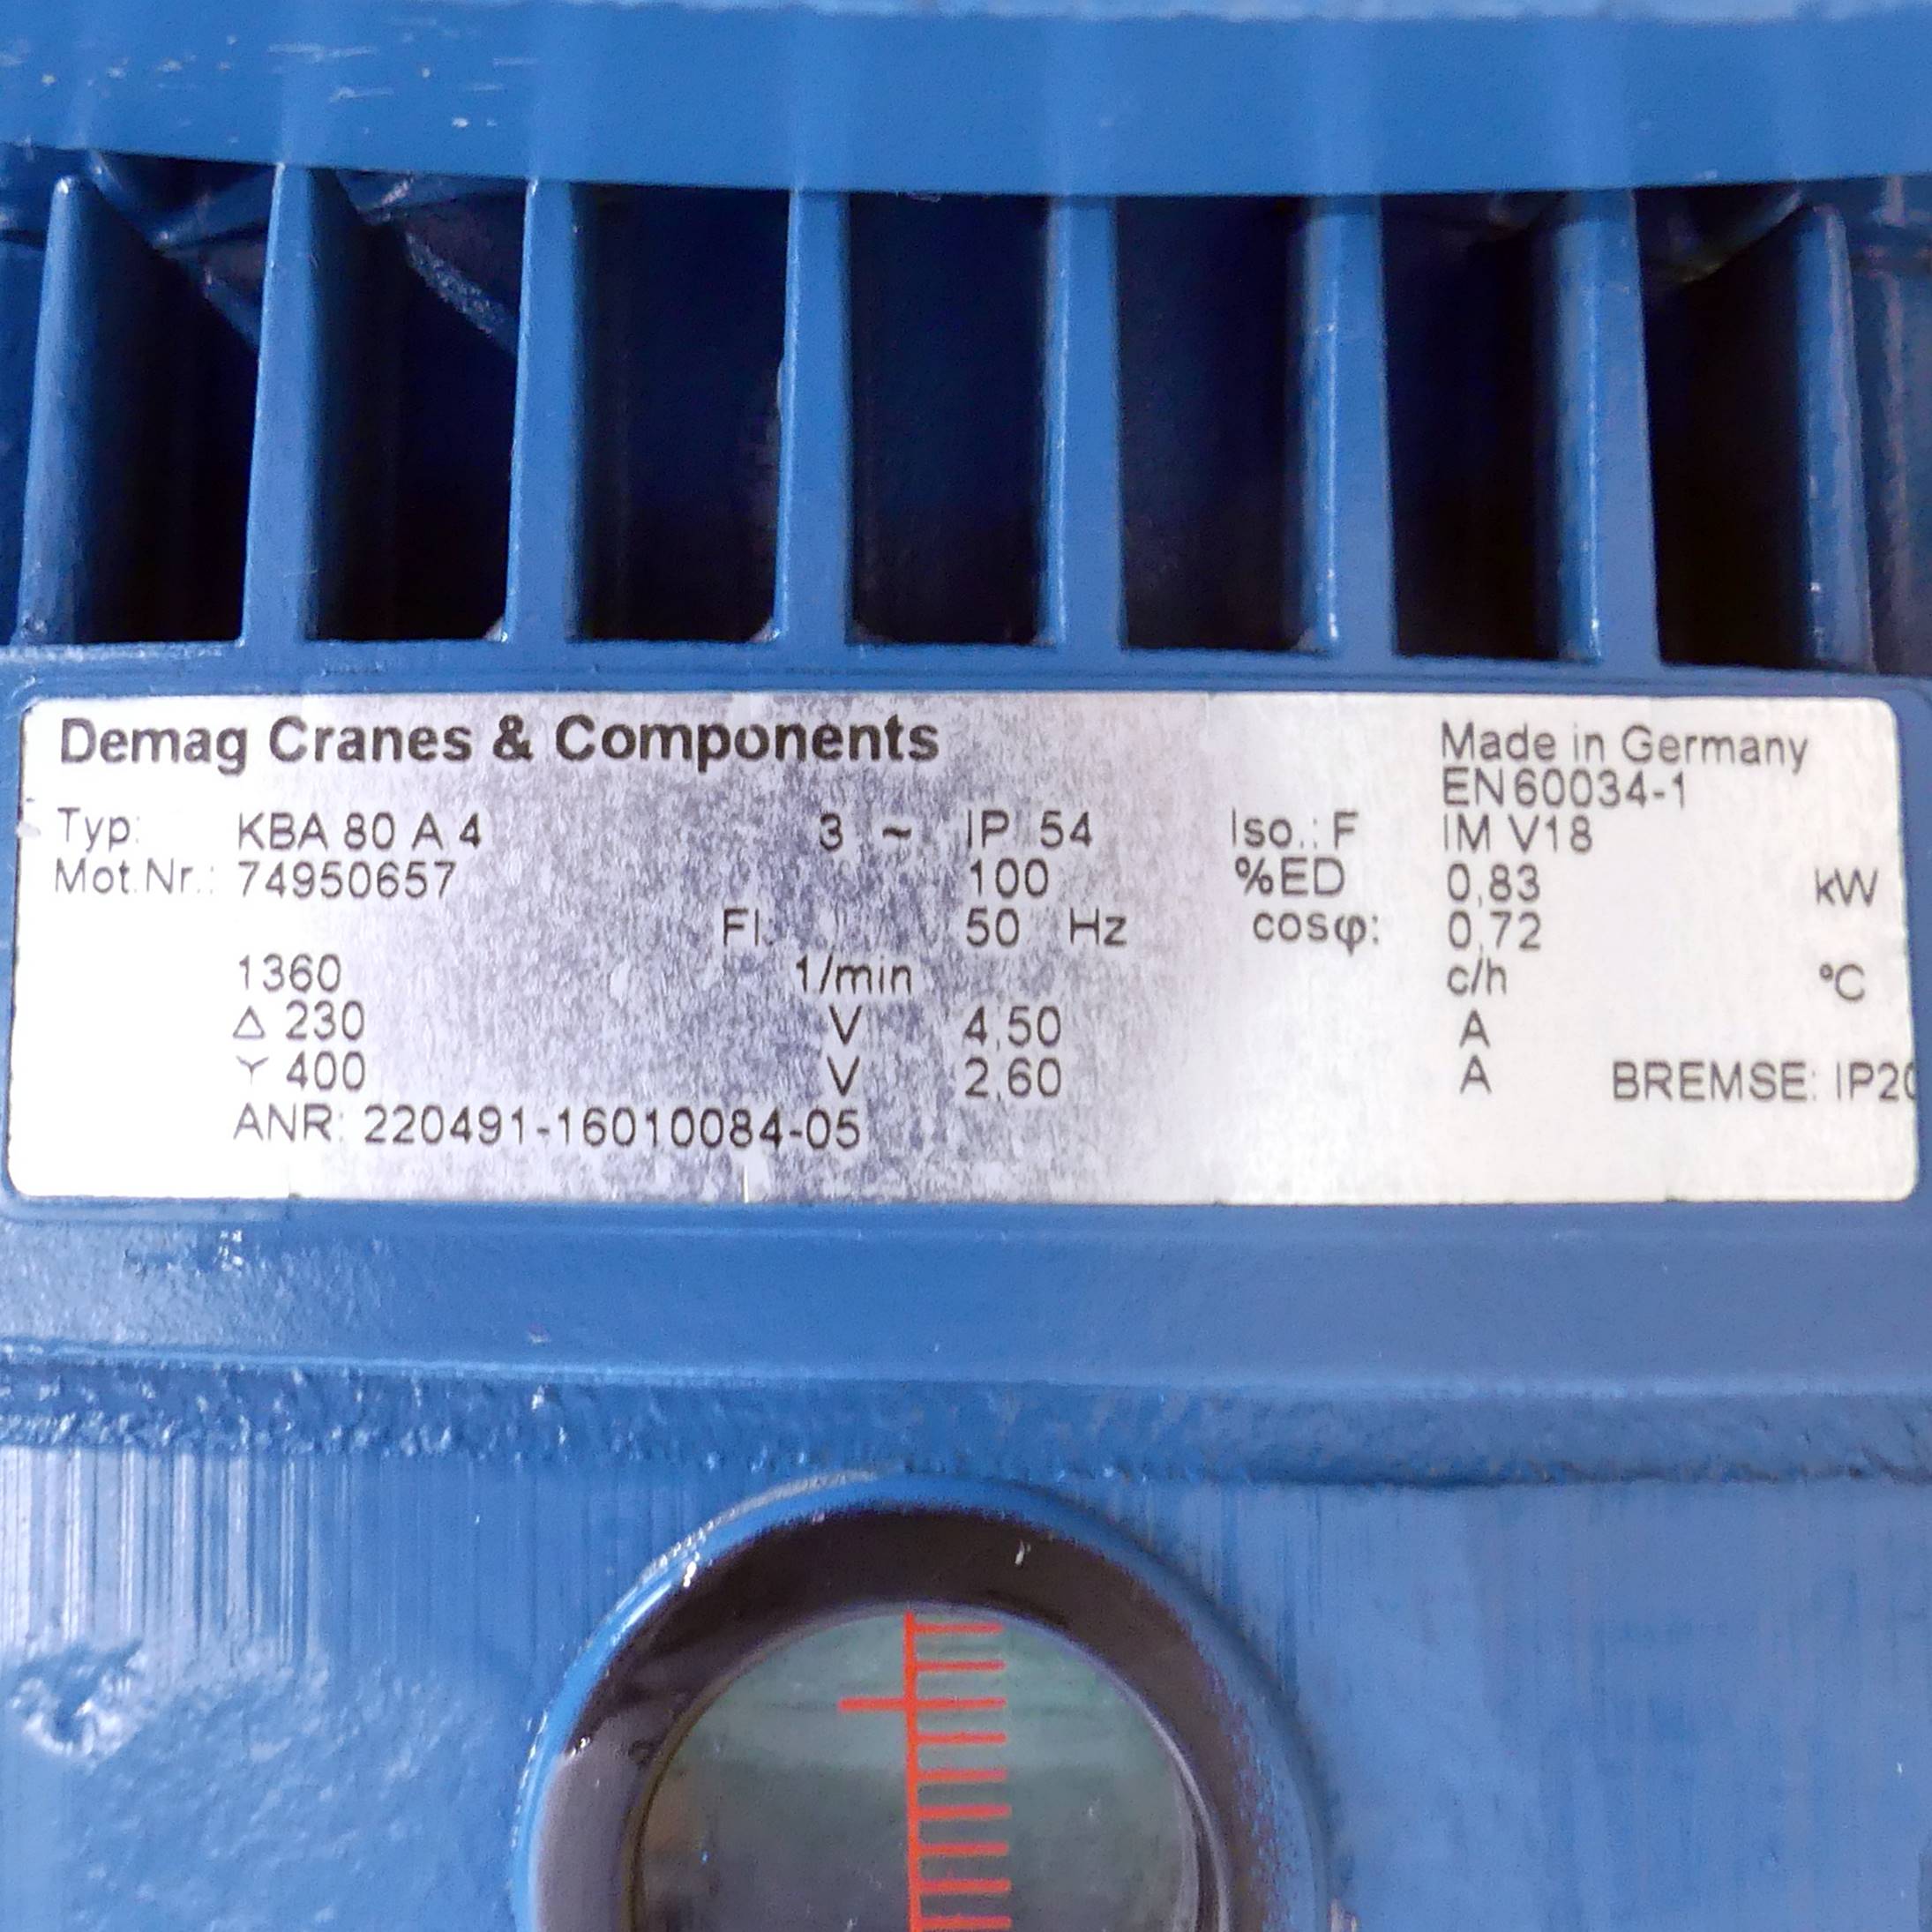 Demag Cranes & Components Made in Germany
EN60034-1
Typ: KBA 80 A 4 3 ~ IP 54 Iso.: F IM V18
Mot.Nr.: 74950657 100 %ED 0,83 kW
Fl.: 50 Hz cosφ: 0,72
1360 1/min c/h °C
Δ 230 V 4,50 A
Y 400 V 2,60 A BREMSE: IP20
ANR: 220491-16010084-05